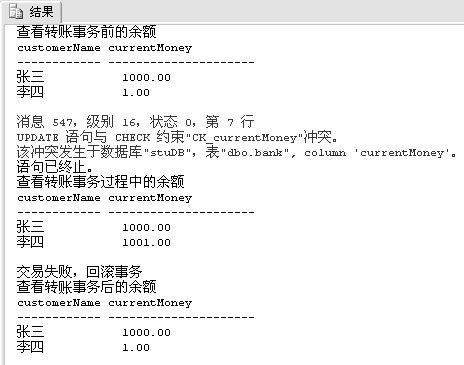 结果
查看转账事务前的余额
customerName currentMoney
------------ ---------------------
张三 1000.00
李四 1.00
消息 547，级别 16，状态 0，第 7 行
UPDATE 语句与 CHECK 约束"CK_currentMoney"冲突。
该冲突发生于数据库"stuDB"，表"dbo.bank", column 'currentMoney'。
语句已终止。
查看转账事务过程中的余额
customerName currentMoney
------------ ---------------------
张三 1000.00
李四 1001.00
交易失败，回滚事务
查看转账事务后的余额
customerName currentMoney
------------ ---------------------
张三 1000.00
李四 1.00